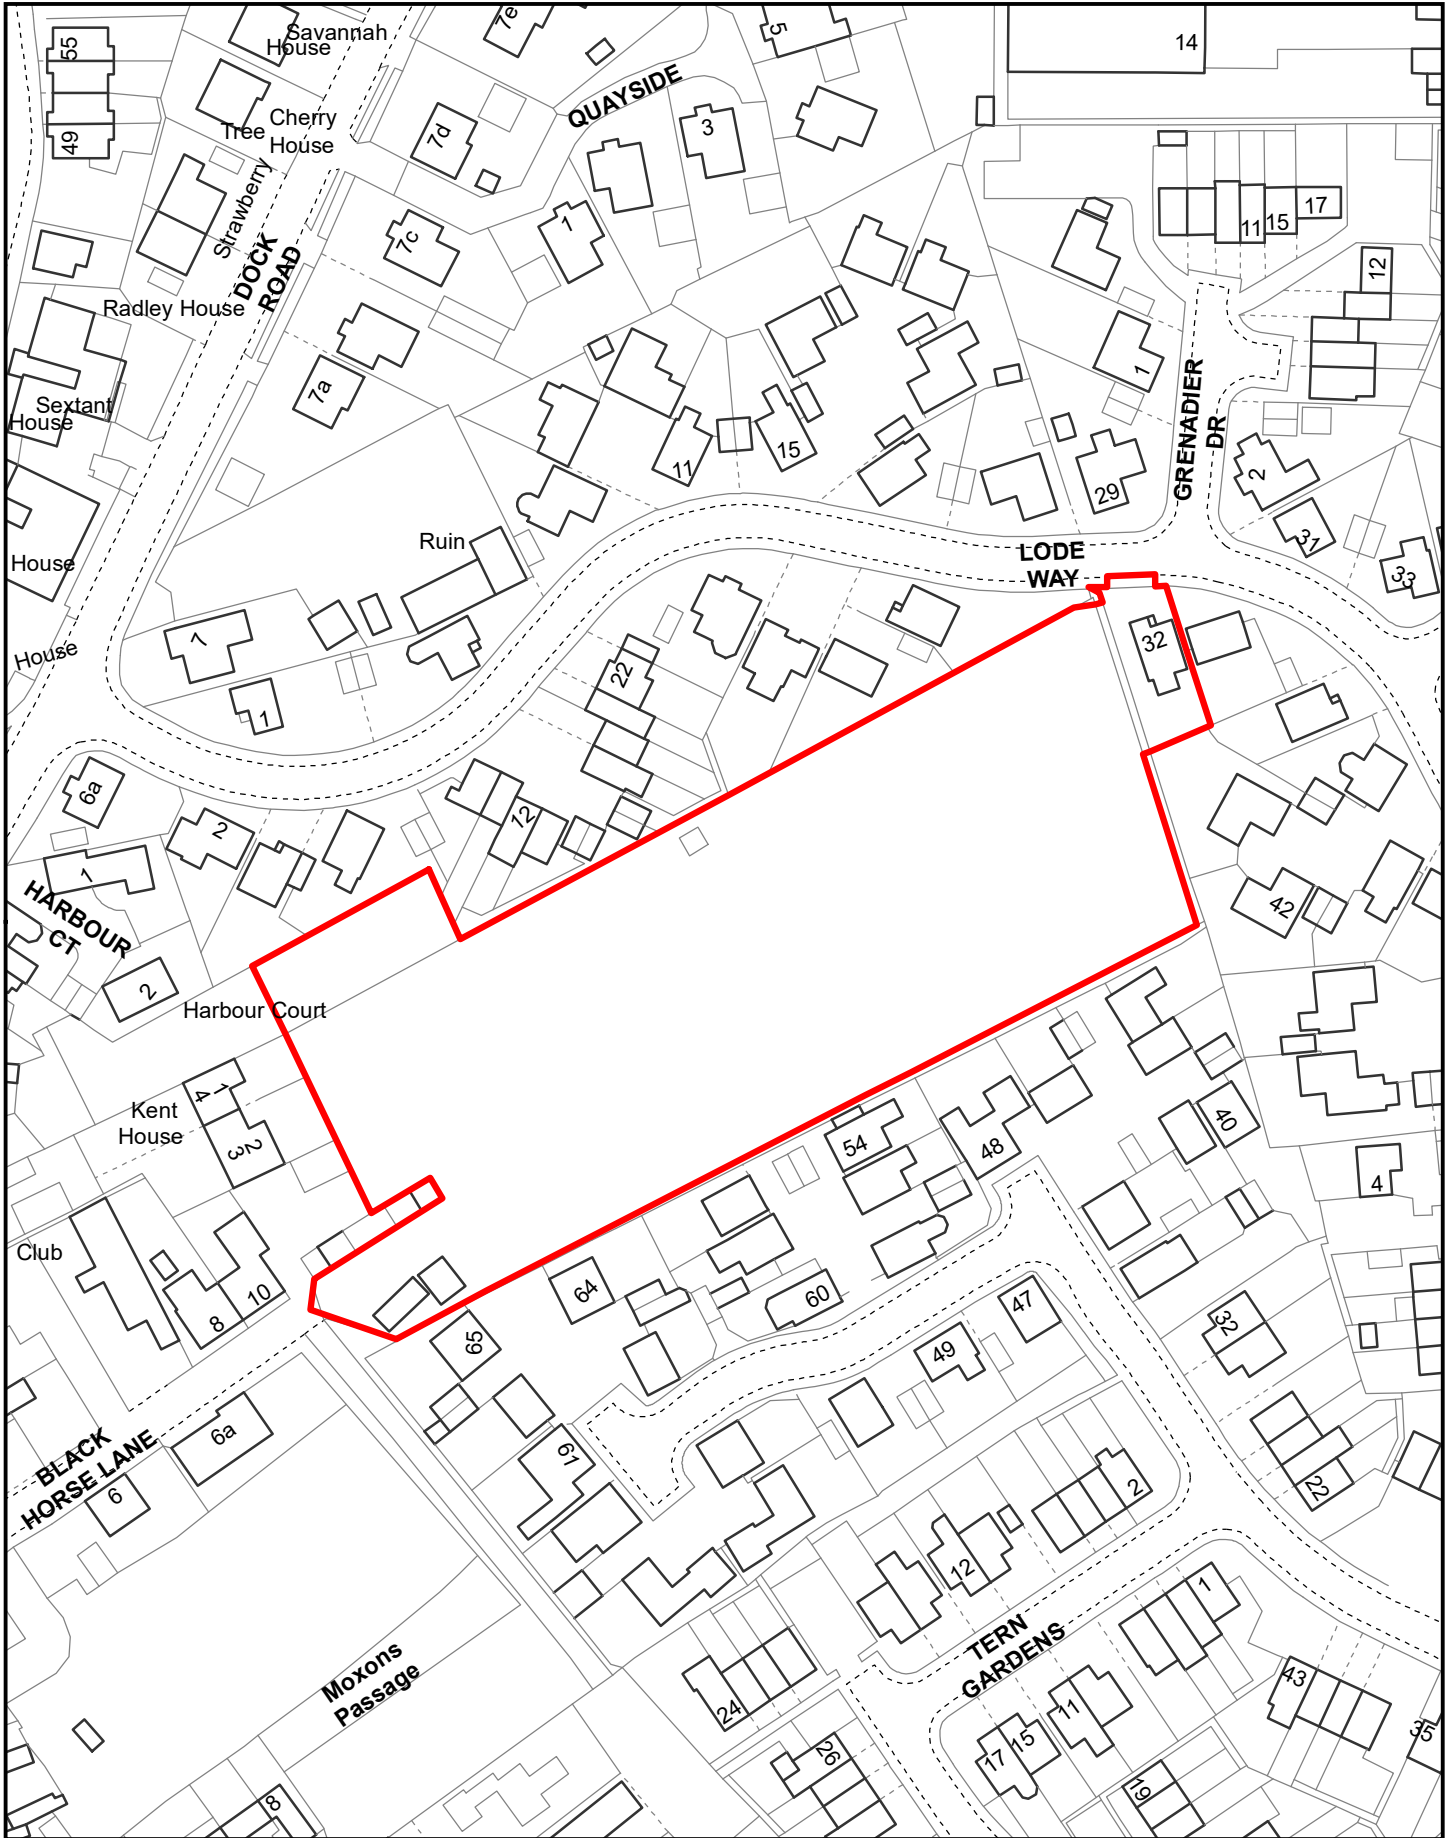 55
49
Savannah
House
7e
5
14
QUAYSIDE
Cherry
Tree
House
7d
3
Strawberry
DOCK
ROAD
7c
1
11
15
17
12
Radley House
7a
1
GRENADIER
DR
Sextant
House
11
15
29
2
31
33
House
Ruin
LODE
WAY
House
7
1
22
32
6a
2
12
1
HARBOUR
CT
2
42
Harbour Court
Kent
House
1
4
2
3
54
48
40
4
Club
10
8
65
64
60
47
49
32
BLACK
HORSE LANE
6a
6
61
22
2
12
1
TERN
GARDENS
Moxons
Passage
24
26
11
15
17
19
43
35
8